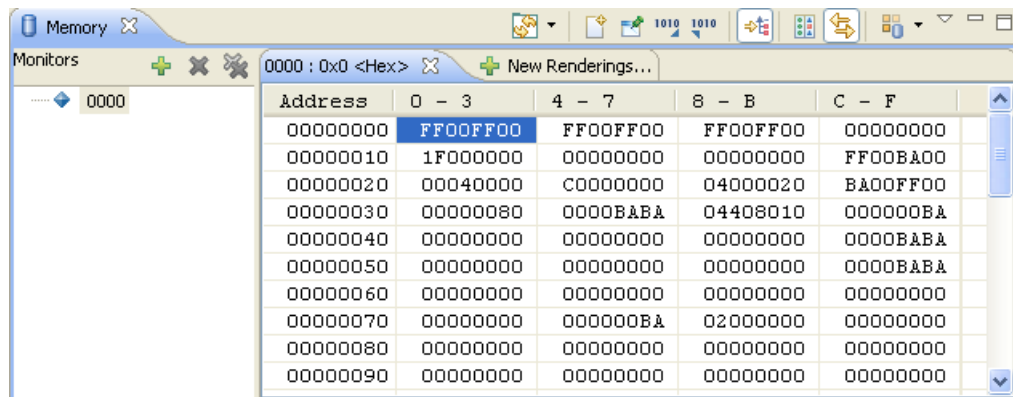 Memory
1010 1010
Monitors
0000 : 0x0 <Hex> New Renderings...
0000
Address 0 - 3 4 - 7 8 - B C - F
00000000 FF00FF00 FF00FF00 FF00FF00 00000000
00000010 1F000000 00000000 00000000 FF00BA00
00000020 00040000 C0000000 04000020 BA00FF00
00000030 00000080 0000BABA 04408010 000000BA
00000040 00000000 00000000 00000000 0000BABA
00000050 00000000 00000000 00000000 0000BABA
00000060 00000000 00000000 00000000 00000000
00000070 00000000 000000BA 02000000 00000000
00000080 00000000 00000000 00000000 00000000
00000090 00000000 00000000 00000000 00000000